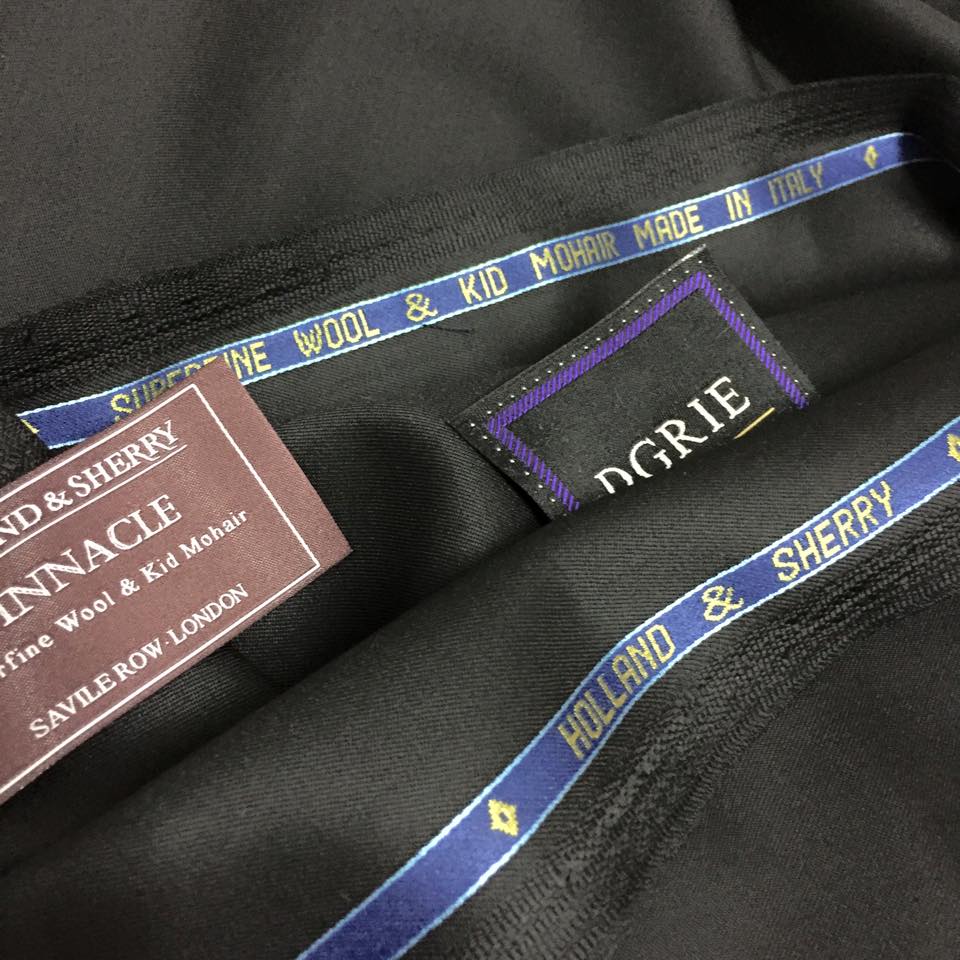 SUPERFINE WOOL & KID MOHAIR MADE IN ITALY
ND & SHERRY
INNACLE
rfine Wool & Kid Mohair
SAVILE ROW · LONDON
DGRIE
HOLLAND & SHERRY